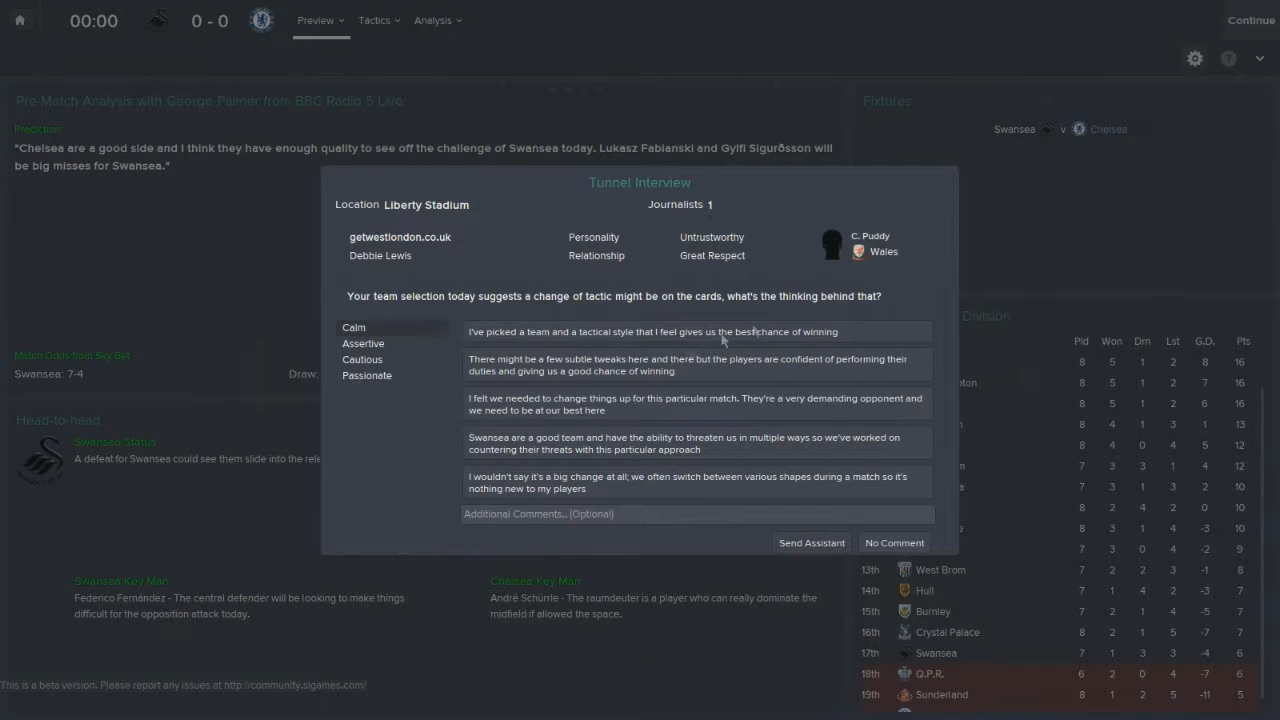 00:00 0 - 0 Preview Tactics Analysis Continue
Pre Match Analysis with George Palmer from BBC Radio 5 Live
Prediction
"Chelsea are a good side and I think they have enough quality to see off the challenge of Swansea today. Lukasz Fabianski and Gylfi Sigurðsson will
be big misses for Swansea."
Fixtures
Swansea v Chelsea
Tunnel Interview
Location Liberty Stadium Journalists 1
getwestlondon.co.uk Personality Untrustworthy C. Puddy
Debbie Lewis Relationship Great Respect Wales
Your team selection today suggests a change of tactic might be on the cards, what's the thinking behind that?
Calm
Assertive
Cautious
Passionate
I've picked a team and a tactical style that I feel gives us the best chance of winning
There might be a few subtle tweaks here and there but the players are confident of performing their
duties and giving us a good chance of winning
I felt we needed to change things up for this particular match. They're a very demanding opponent and
we need to be at our best here
Swansea are a good team and have the ability to threaten us in multiple ways so we've worked on
countering their threats with this particular approach
I wouldn't say it's a big change at all; we often switch between various shapes during a match so it's
nothing new to my players
Additional Comments.. (Optional)
Send Assistant No Comment
Match Odds from Sky Bet
Swansea: 7-4 Draw:
Head-to-head
Swansea Status
A defeat for Swansea could see them slide into the rele
Swansea Key Man
Federico Fernández - The central defender will be looking to make things
difficult for the opposition attack today.
Chelsea Key Man
André Schürrle - The raumdeuter is a player who can really dominate the
midfield if allowed the space.
This is a beta version. Please report any issues at http://community.sigames.com/
Division
Pld Won Drn Lst G.D. Pts
8 5 1 2 8 16
8 5 1 2 7 16
8 5 1 2 6 16
8 4 1 3 1 13
8 4 0 4 5 12
7 3 3 1 4 12
7 3 1 3 2 10
8 4 2 2 0 10
8 3 1 4 -3 10
7 3 0 4 -2 9
13th West Brom 7 2 2 3 -1 8
14th Hull 7 1 4 2 -3 7
15th Burnley 7 2 1 4 -5 7
16th Crystal Palace 8 2 1 5 -7 7
17th Swansea 7 1 3 3 -4 6
18th Q.P.R. 6 2 0 4 -7 6
19th Sunderland 8 1 2 5 -11 5